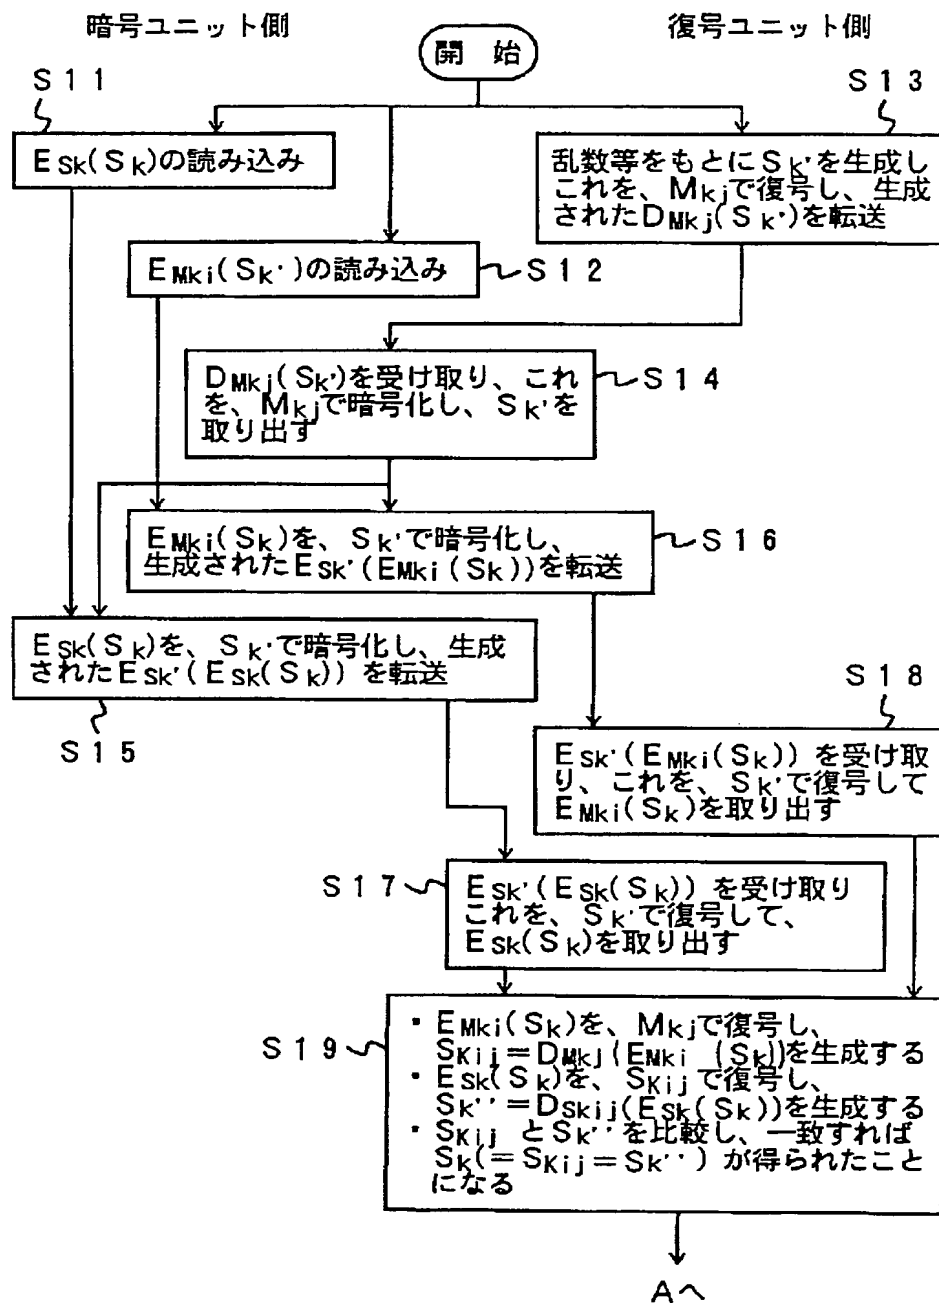 暗号ユニット側
復号ユニット側
開 始
S11
ESk(Sk)の読み込み
S13
乱数等をもとにSk'を生成し
これを、Mkjで復号し、生成
されたDMkj(Sk')を転送
EMki(Sk')の読み込み
S12
DMkj(Sk')を受け取り、これ
を、Mkjで暗号化し、Sk'を
取り出す
S14
EMki(Sk)を、Sk'で暗号化し、
生成されたESk'(EMki(Sk))を転送
S16
ESk(Sk)を、Sk'で暗号化し、生成
されたESk'(ESk(Sk))を転送
S15
S18
ESk'(EMki(Sk))を受け取
り、これを、Sk'で復号して
EMki(Sk)を取り出す
S17
ESk'(ESk(Sk))を受け取り
これを、Sk'で復号して、
ESk(Sk)を取り出す
S19
・EMki(Sk)を、Mkjで復号し、
SKij=DMkj(EMki (Sk))を生成する
・ESk(Sk)を、SKijで復号し、
Sk''=DSkij(ESk(Sk))を生成する
・SKij とSk''を比較し、一致すれば
Sk(=SKij=Sk'')が得られたこと
になる
Aへ